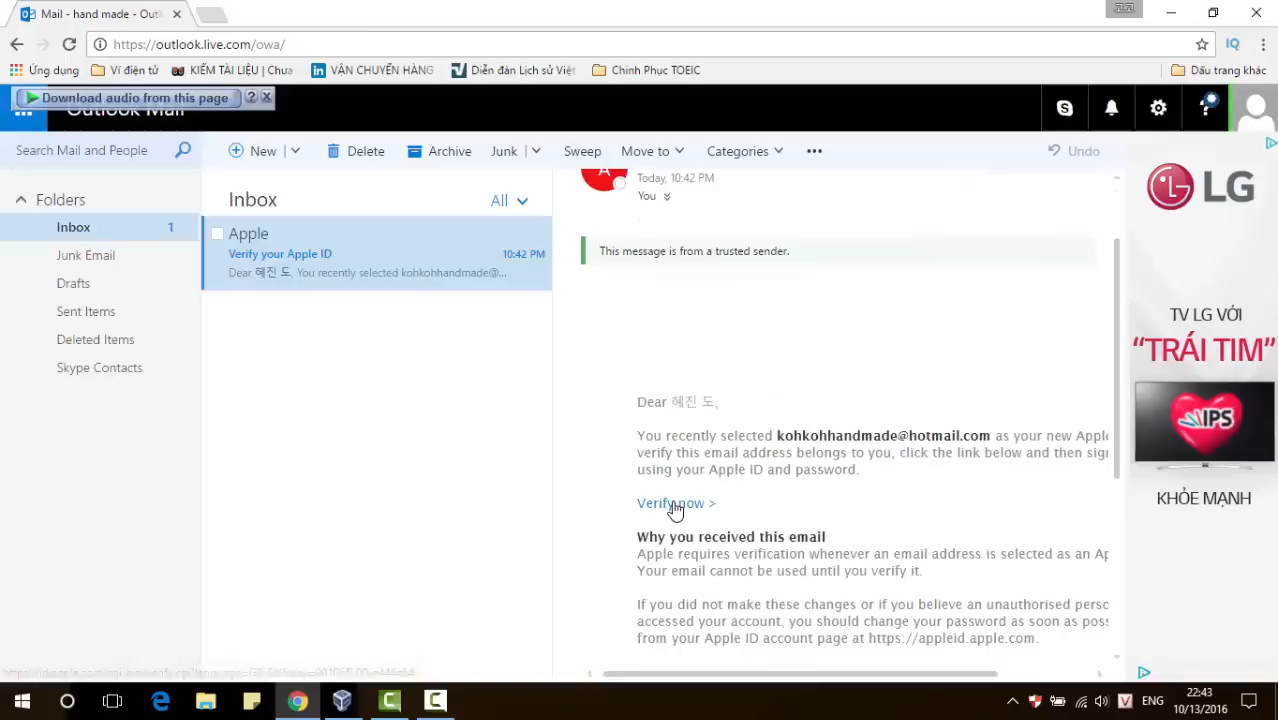 Mail - hand made - Outl
고고
https://outlook.live.com/owa/
Ứng dụng Ví điện tử KIẾM TÀI LIỆU | Chưa VẬN CHUYỂN HÀNG Diễn đàn Lịch sử Việt Chinh Phục TOEIC Dấu trang khác
Download audio from this page
Outlook Mail
Search Mail and People New Delete Archive Junk Sweep Move to Categories Undo
Folders
Inbox 1
Junk Email
Drafts
Sent Items
Deleted Items
Skype Contacts
Inbox All
Apple
Verify your Apple ID 10:42 PM
Dear 혜진 도, You recently selected kohkohhandmade@...
A
Today, 10:42 PM
You
This message is from a trusted sender.
Dear 혜진 도,
You recently selected kohkohhandmade@hotmail.com as your new Apple
verify this email address belongs to you, click the link below and then sig
using your Apple ID and password.
Verify now >
Why you received this email
Apple requires verification whenever an email address is selected as an Ap
Your email cannot be used until you verify it.
If you did not make these changes or if you believe an unauthorised perso
accessed your account, you should change your password as soon as poss
from your Apple ID account page at https://appleid.apple.com.
LG
TV LG VỚI
"TRÁI TIM"
IPS
KHỎE MẠNH
ENG
22:43
10/13/2016